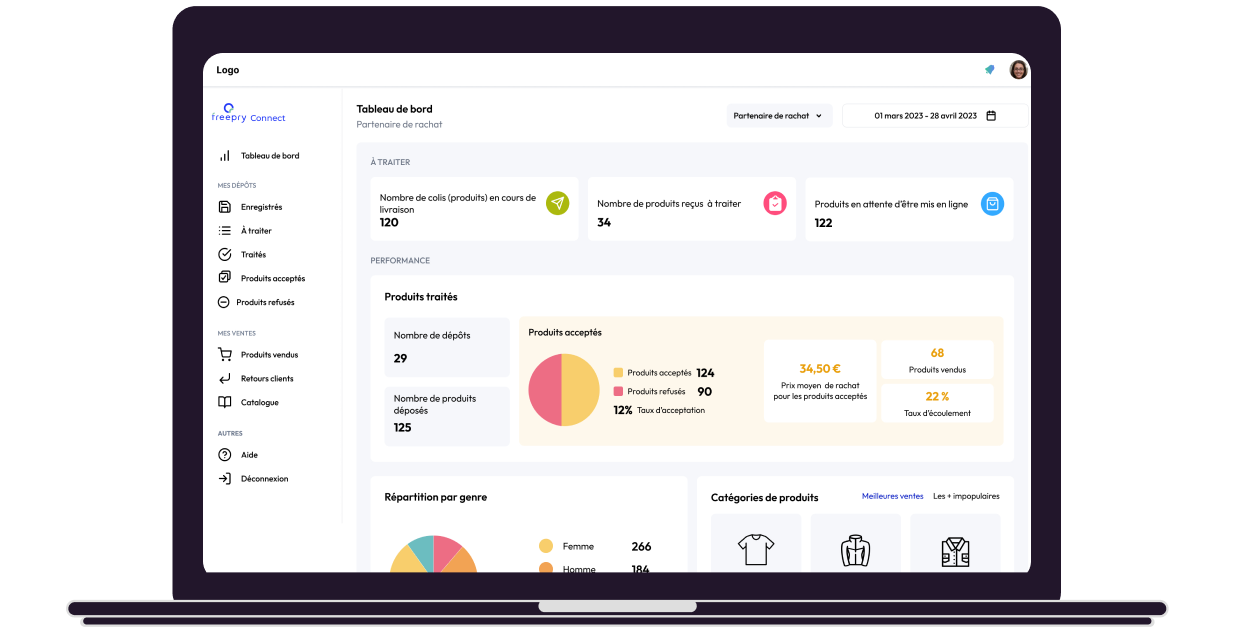 Logo
freepry Connect
Tableau de bord
MES DÉPÔTS
Enregistrés
À traiter
Traités
Produits acceptés
Produits refusés
MES VENTES
Produits vendus
Retours clients
Catalogue
AUTRES
Aide
Déconnexion
Tableau de bord
Partenaire de rachat
Partenaire de rachat
01 mars 2023 - 28 avril 2023
À TRAITER
Nombre de colis (produits) en cours de
livraison
120
Nombre de produits reçus à traiter
34
Produits en attente d'être mis en ligne
122
PERFORMANCE
Produits traités
Nombre de dépôts
29
Nombre de produits
déposés
125
Produits acceptés
Produits acceptés 124
Produits refusés 90
12% Taux d'acceptation
34,50 €
Prix moyen de rachat
pour les produits acceptés
68
Produits vendus
22 %
Taux d'écoulement
Répartition par genre
Femme 266
Homme 184
Catégories de produits
Meilleures ventes
Les + impopulaires